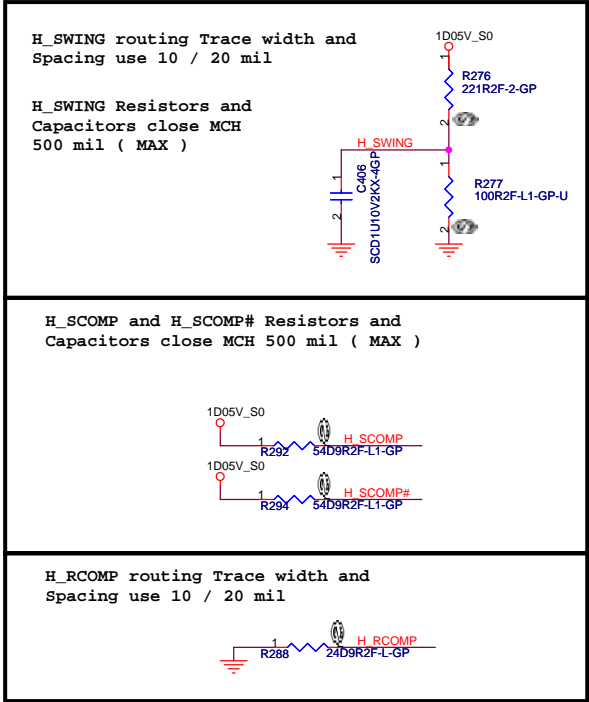 H_SWING routing Trace width and
Spacing use 10 / 20 mil
H_SWING Resistors and
Capacitors close MCH
500 mil ( MAX )
1D05V_S0
1
R276
221R2F-2-GP
2
H_SWING
1
C406
SCD1U10V2KX-4GP
2
1
R277
100R2F-L1-GP-U
2
H_SCOMP and H_SCOMP# Resistors and
Capacitors close MCH 500 mil ( MAX )
1D05V_S0
1
R292
H_SCOMP
54D9R2F-L1-GP
1D05V_S0
1
R294
H_SCOMP#
54D9R2F-L1-GP
H_RCOMP routing Trace width and
Spacing use 10 / 20 mil
1
R288
H_RCOMP
24D9R2F-L-GP